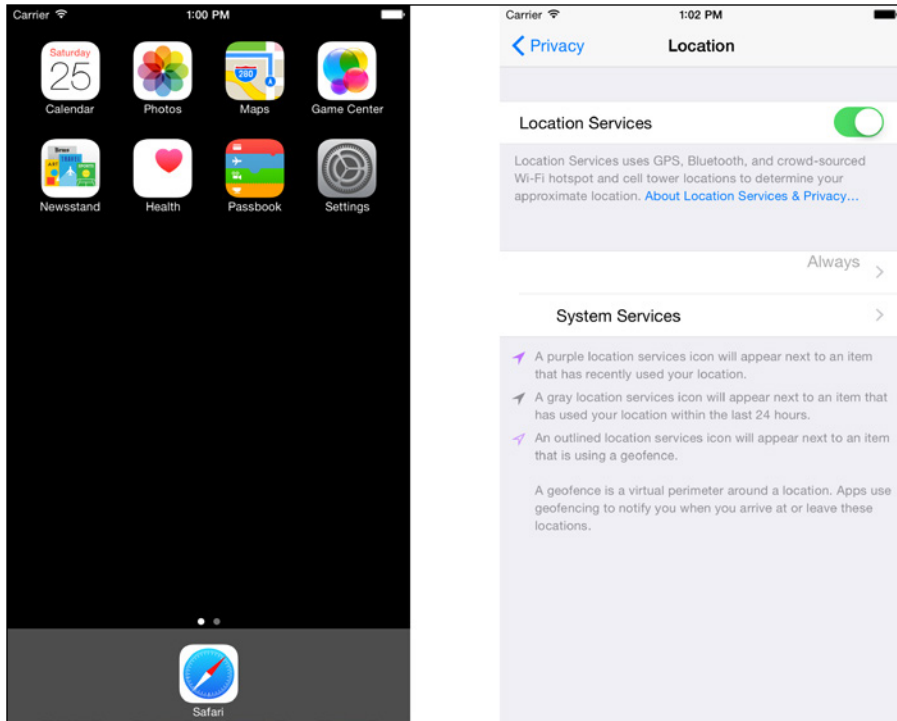 Carrier 1:00 PM
Saturday
25
280
Calendar Photos Maps Game Center
Newsstand Health Passbook Settings
Safari
Carrier 1:02 PM
Privacy Location
Location Services
Location Services uses GPS, Bluetooth, and crowd-sourced
Wi-Fi hotspot and cell tower locations to determine your
approximate location. About Location Services & Privacy...
Always
System Services
A purple location services icon will appear next to an item
that has recently used your location.
A gray location services icon will appear next to an item that
has used your location within the last 24 hours.
An outlined location services icon will appear next to an item
that is using a geofence.
A geofence is a virtual perimeter around a location. Apps use
geofencing to notify you when you arrive at or leave these
locations.